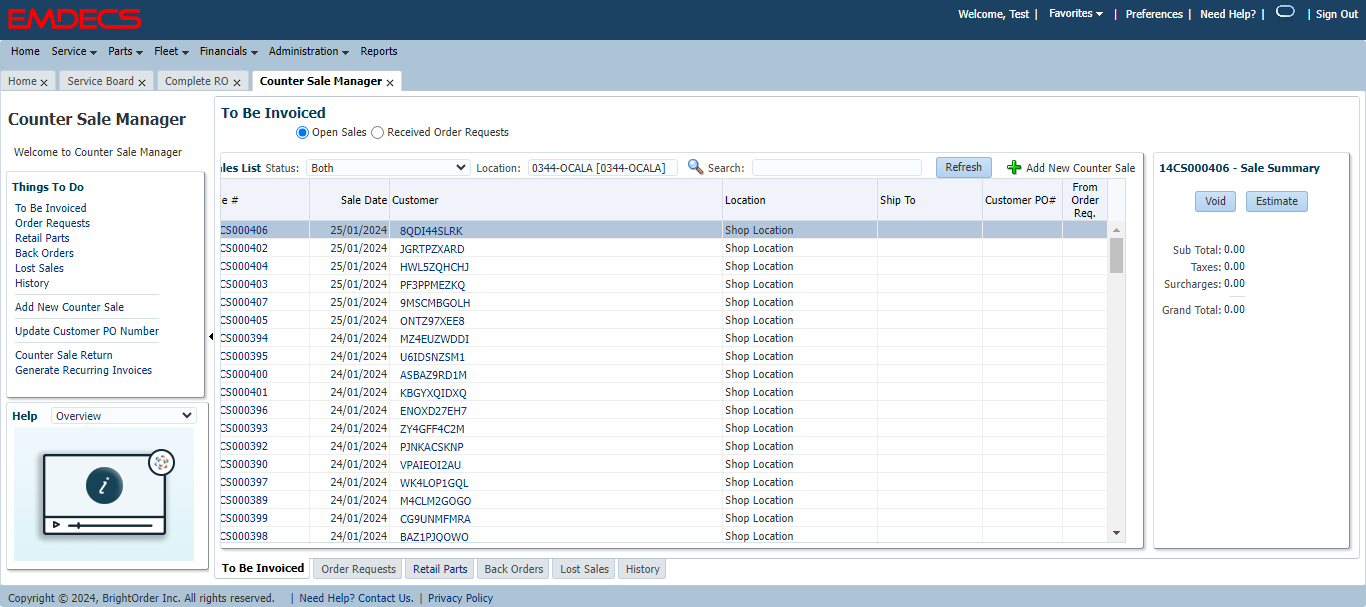 EMDECS
Welcome, Test | Favorites | Preferences | Need Help? | | Sign Out
Home Service Parts Fleet Financials Administration Reports
Home x Service Board x Complete RO x Counter Sale Manager x
Counter Sale Manager
Welcome to Counter Sale Manager
Things To Do
To Be Invoiced
Order Requests
Retail Parts
Back Orders
Lost Sales
History
Add New Counter Sale
Update Customer PO Number
Counter Sale Return
Generate Recurring Invoices
Help Overview
i
To Be Invoiced
Open Sales Received Order Requests
ales List Status: Both Location: 0344-OCALA [0344-OCALA] Search: Refresh Add New Counter Sale
e # Sale Date Customer Location Ship To Customer PO# From Order Req.
CS000406 25/01/2024 8QDI44SLRK Shop Location
CS000402 25/01/2024 JGRTPZXARD Shop Location
CS000404 25/01/2024 HWL5ZQHCHJ Shop Location
CS000403 25/01/2024 PF3PPMEZKQ Shop Location
CS000407 25/01/2024 9MSCMBGOLH Shop Location
CS000405 25/01/2024 ONTZ97XEE8 Shop Location
CS000394 24/01/2024 MZ4EUZWDDI Shop Location
CS000395 24/01/2024 U6IDSNZSM1 Shop Location
CS000400 24/01/2024 ASBAZ9RD1M Shop Location
CS000401 24/01/2024 KBGYXQIDXQ Shop Location
CS000396 24/01/2024 ENOXD27EH7 Shop Location
CS000393 24/01/2024 ZY4GFF4C2M Shop Location
CS000392 24/01/2024 PJNKACSKNP Shop Location
CS000390 24/01/2024 VPAIEOI2AU Shop Location
CS000397 24/01/2024 WK4LOP1GQL Shop Location
CS000389 24/01/2024 M4CLM2GOGO Shop Location
CS000399 24/01/2024 CG9UNMFMRA Shop Location
CS000398 24/01/2024 BAZ1PJQOWO Shop Location
14CS000406 - Sale Summary
Void Estimate
Sub Total: 0.00
Taxes: 0.00
Surcharges: 0.00
Grand Total: 0.00
To Be Invoiced Order Requests Retail Parts Back Orders Lost Sales History
Copyright © 2024, BrightOrder Inc. All rights reserved. | Need Help? Contact Us. | Privacy Policy